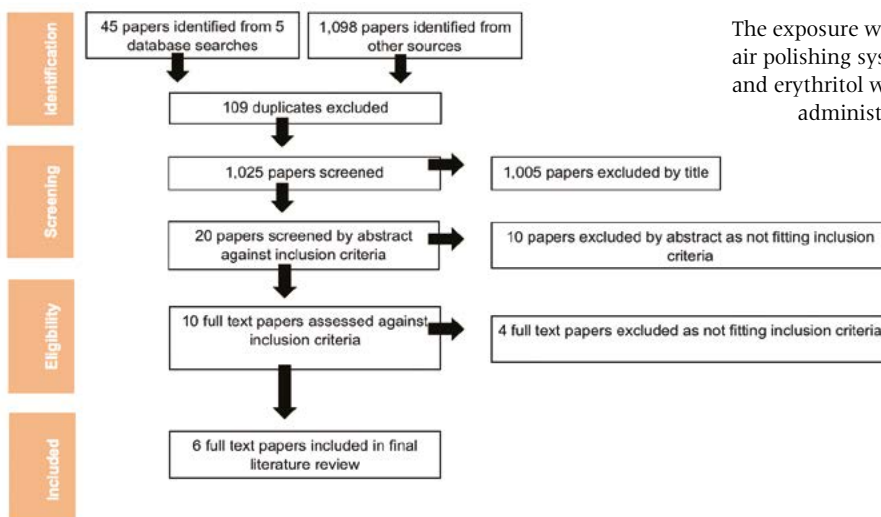 45 papers identified from 5
database searches
1,098 papers identified from
other sources
The exposure w
air polishing sys
and erythritol w
administ
Identification
109 duplicates excluded
Screening
1,025 papers screened
1,005 papers excluded by title
20 papers screened by abstract
against inclusion criteria
10 papers excluded by abstract as not fitting inclusion
criteria
Eligibility
10 full text papers assessed against
inclusion criteria
4 full text papers excluded as not fitting inclusion criteria
Included
6 full text papers included in final
literature review